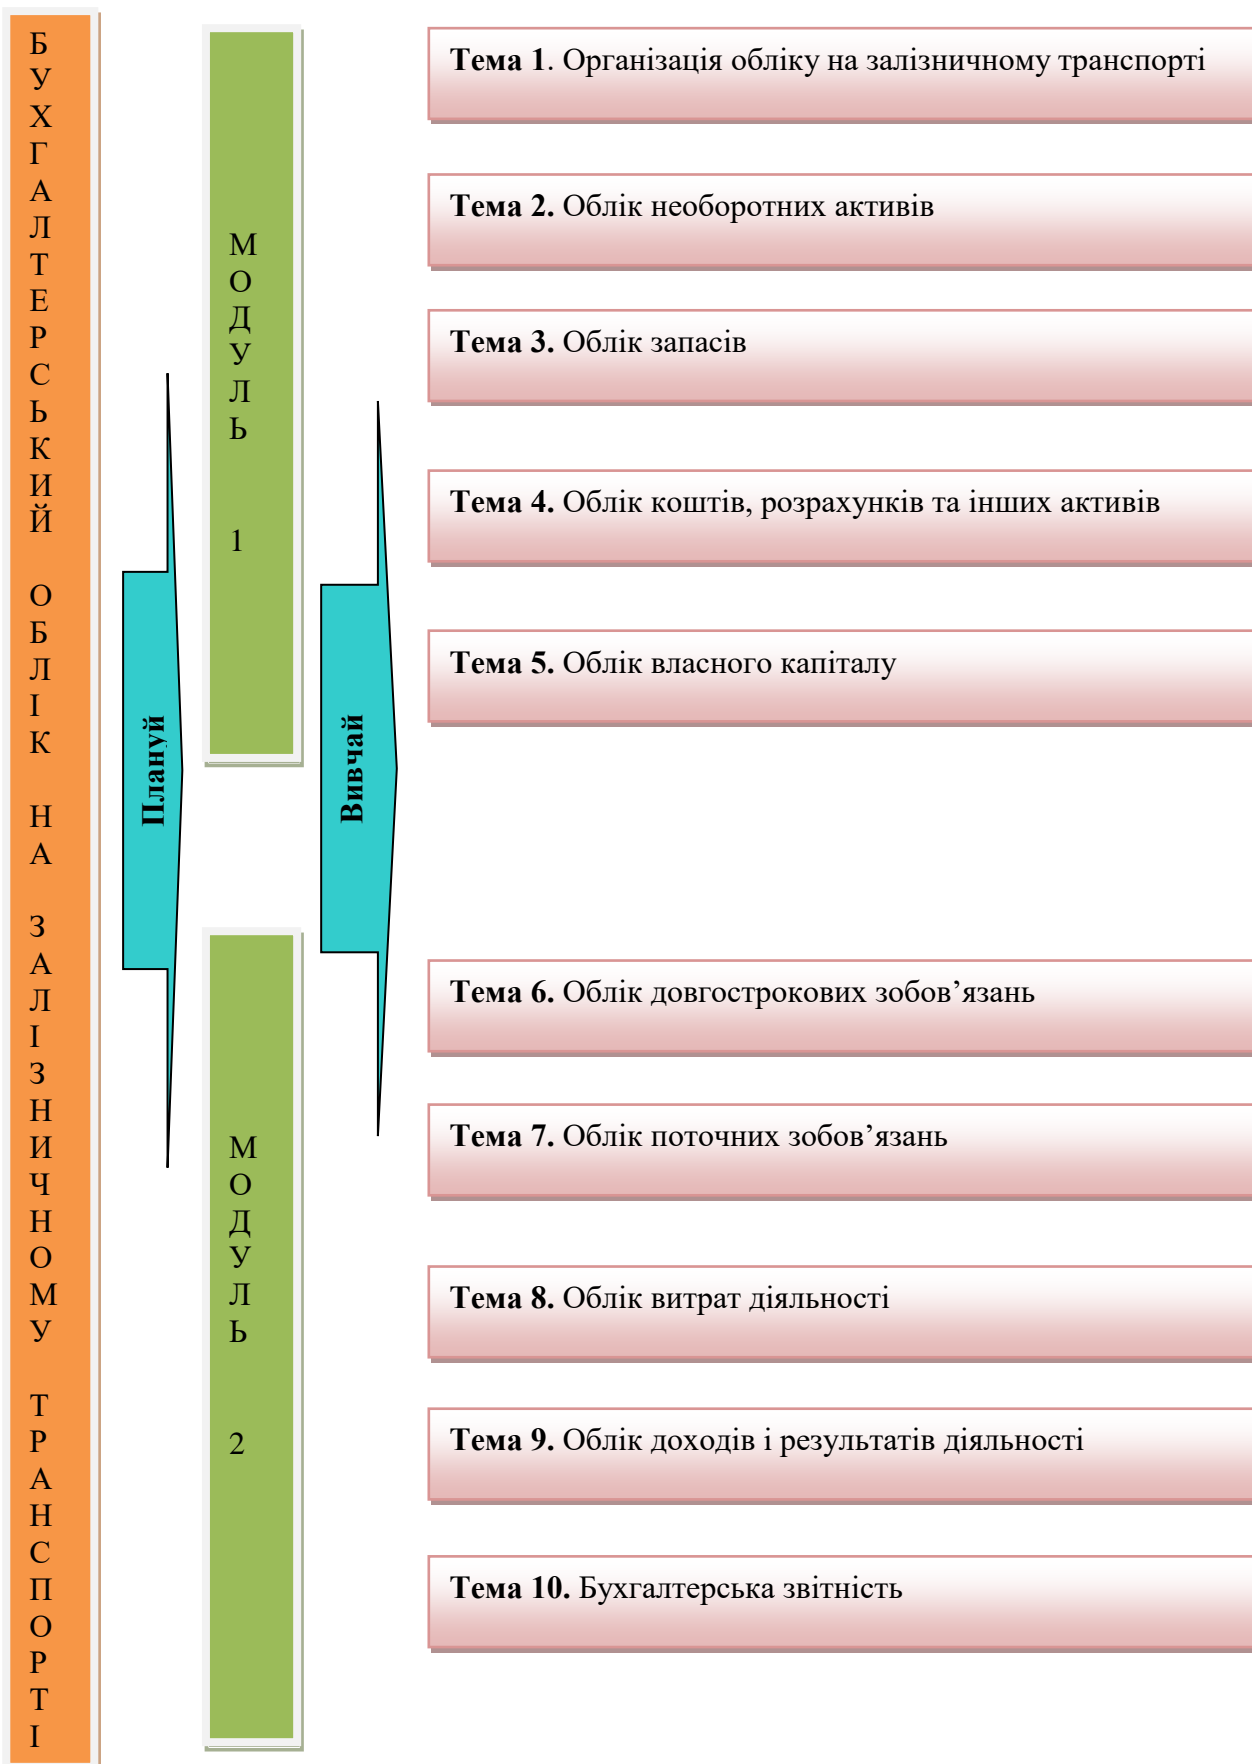 БУХГАЛТЕРСЬКИЙ ОБЛІК НА ЗАЛІЗНИЧНОМУ ТРАНСПОРТІ
Плануй
МОДУЛЬ 1
Вивчай
Тема 1. Організація обліку на залізничному транспорті
Тема 2. Облік необоротних активів
Тема 3. Облік запасів
Тема 4. Облік коштів, розрахунків та інших активів
Тема 5. Облік власного капіталу
МОДУЛЬ 2
Тема 6. Облік довгострокових зобов’язань
Тема 7. Облік поточних зобов’язань
Тема 8. Облік витрат діяльності
Тема 9. Облік доходів і результатів діяльності
Тема 10. Бухгалтерська звітність